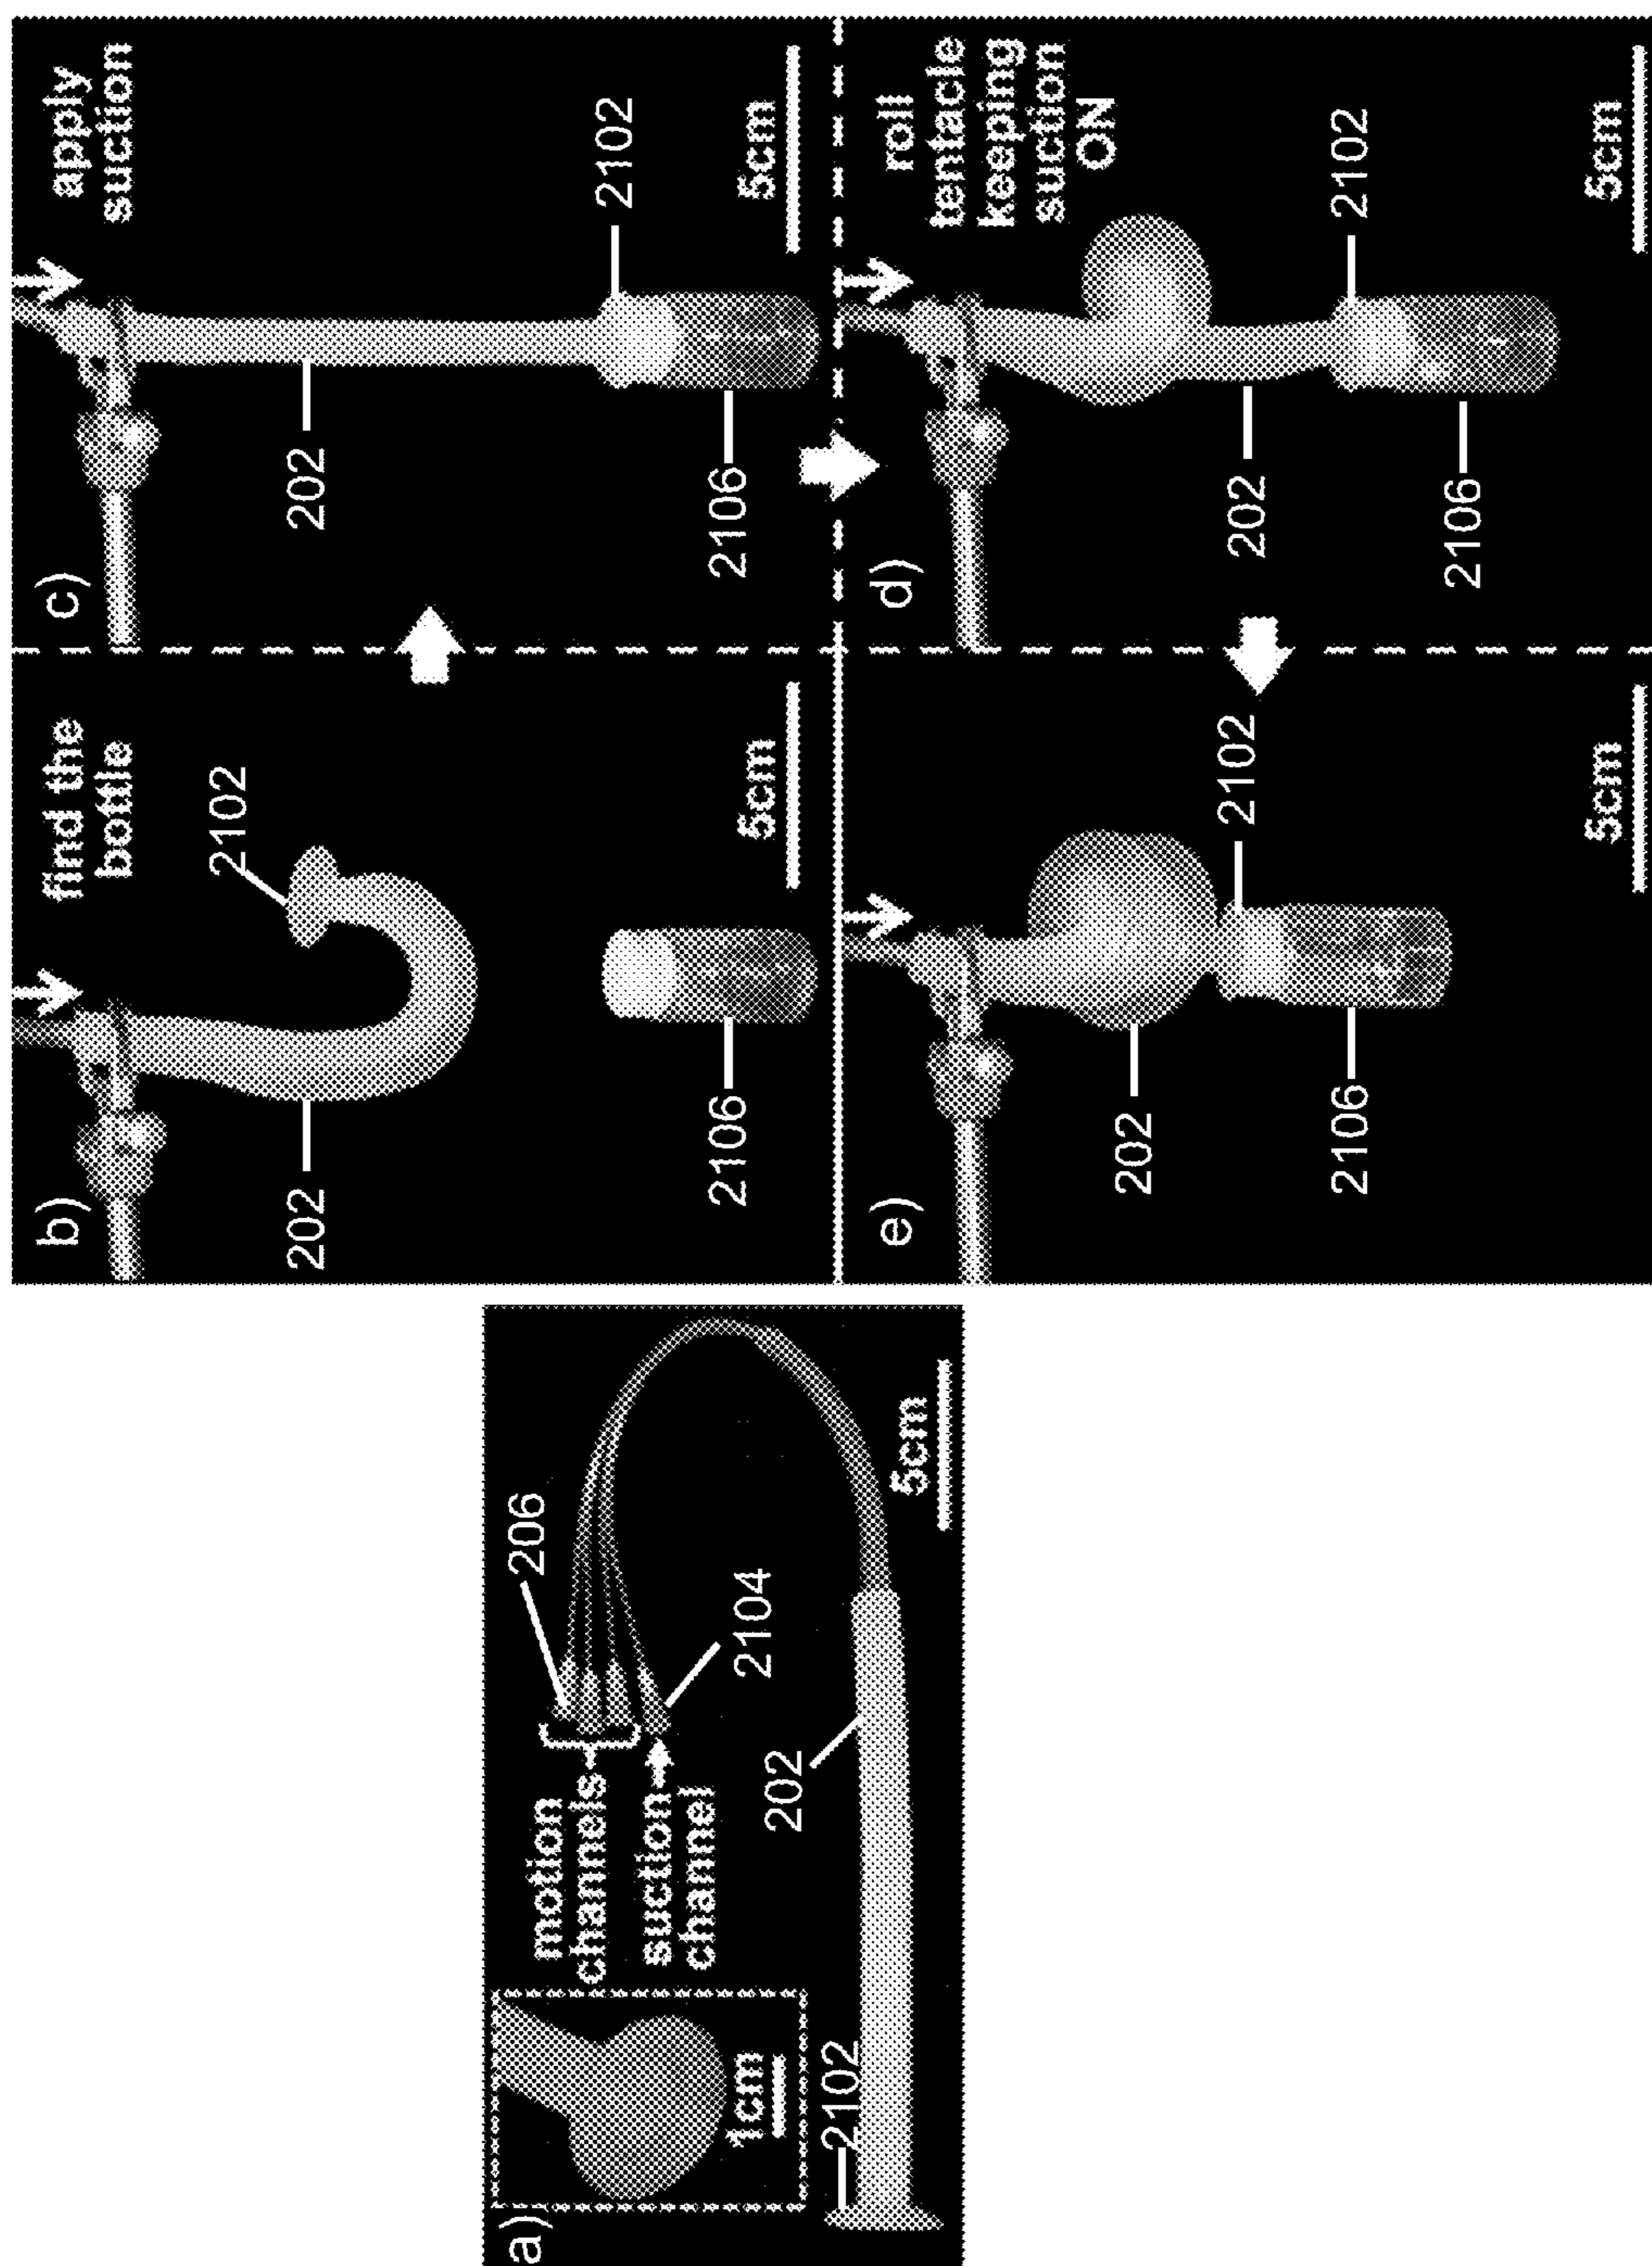 a)
1cm
motion
channels
suction
channel
206
2104
202
2102
5cm
b)
find the
bottle
2102
202
2106
5cm
c)
apply
suction
202
2102
2106
5cm
d)
roll
tentacle
keeping
suction
ON
202
2102
2106
5cm
e)
202
2102
2106
5cm